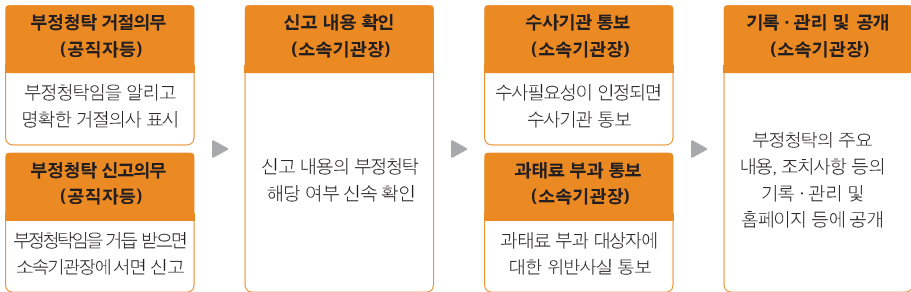 부정청탁 거절의무
(공직자등)
부정청탁임을 알리고
명확한 거절의사 표시
부정청탁 신고의무
(공직자등)
부정청탁임을 거듭 받으면
소속기관장에 서면 신고
신고 내용 확인
(소속기관장)
신고 내용의 부정청탁
해당 여부 신속 확인
수사기관 통보
(소속기관장)
수사필요성이 인정되면
수사기관 통보
과태료 부과 통보
(소속기관장)
과태료 부과 대상자에
대한 위반사실 통보
기록 · 관리 및 공개
(소속기관장)
부정청탁의 주요
내용, 조치사항 등의
기록 · 관리 및
홈페이지 등에 공개